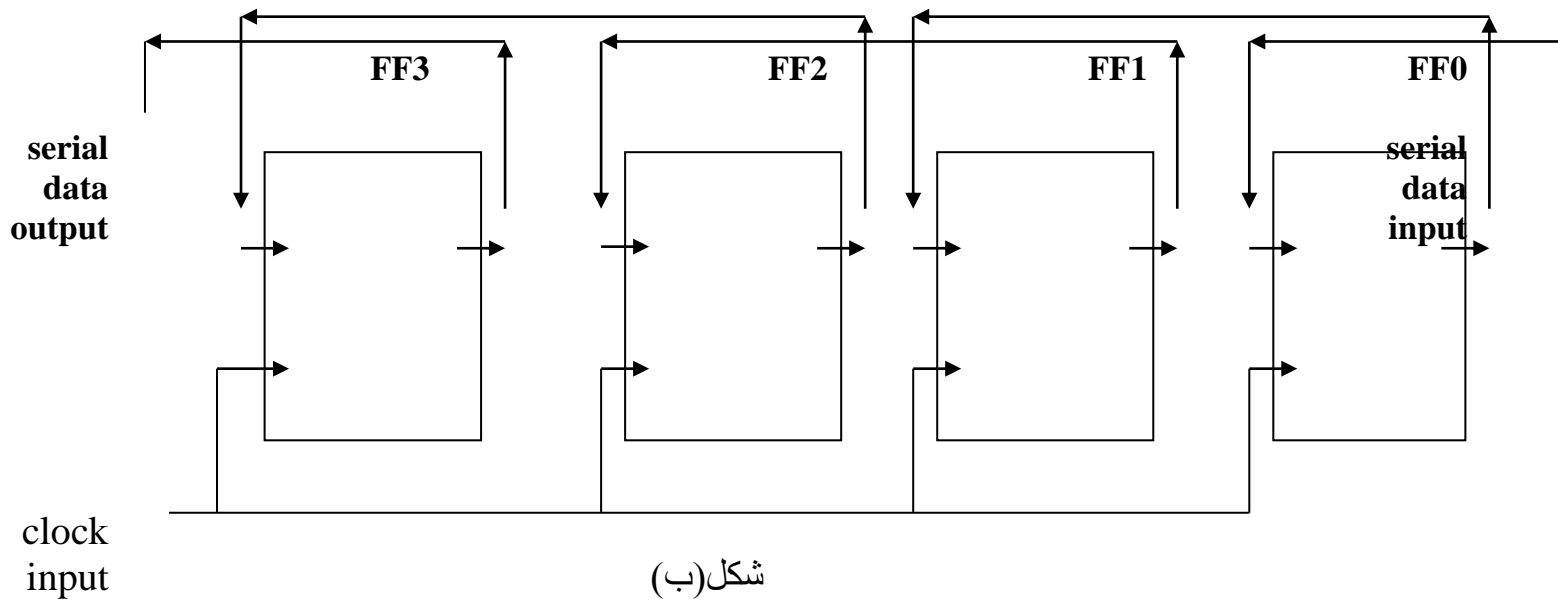 FF3 FF2 FF1 FF0
serial
data
output
serial
data
input
clock
input
شكل(ب)